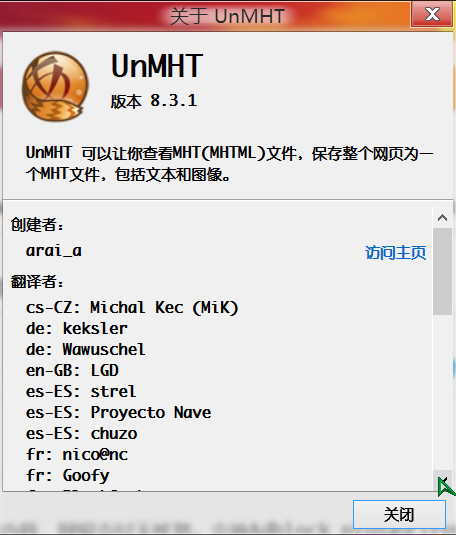 关于 UnMHT
UnMHT
版本 8.3.1
UnMHT 可以让你查看MHT(MHTML)文件，保存整个网页为一
个MHT文件，包括文本和图像。
创建者：
arai_a
访问主页
翻译者：
cs-CZ: Michal Kec (MiK)
de: keksler
de: Wawuschel
en-GB: LGD
es-ES: strel
es-ES: Proyecto Nave
es-ES: chuzo
fr: nico@nc
fr: Goofy
关闭